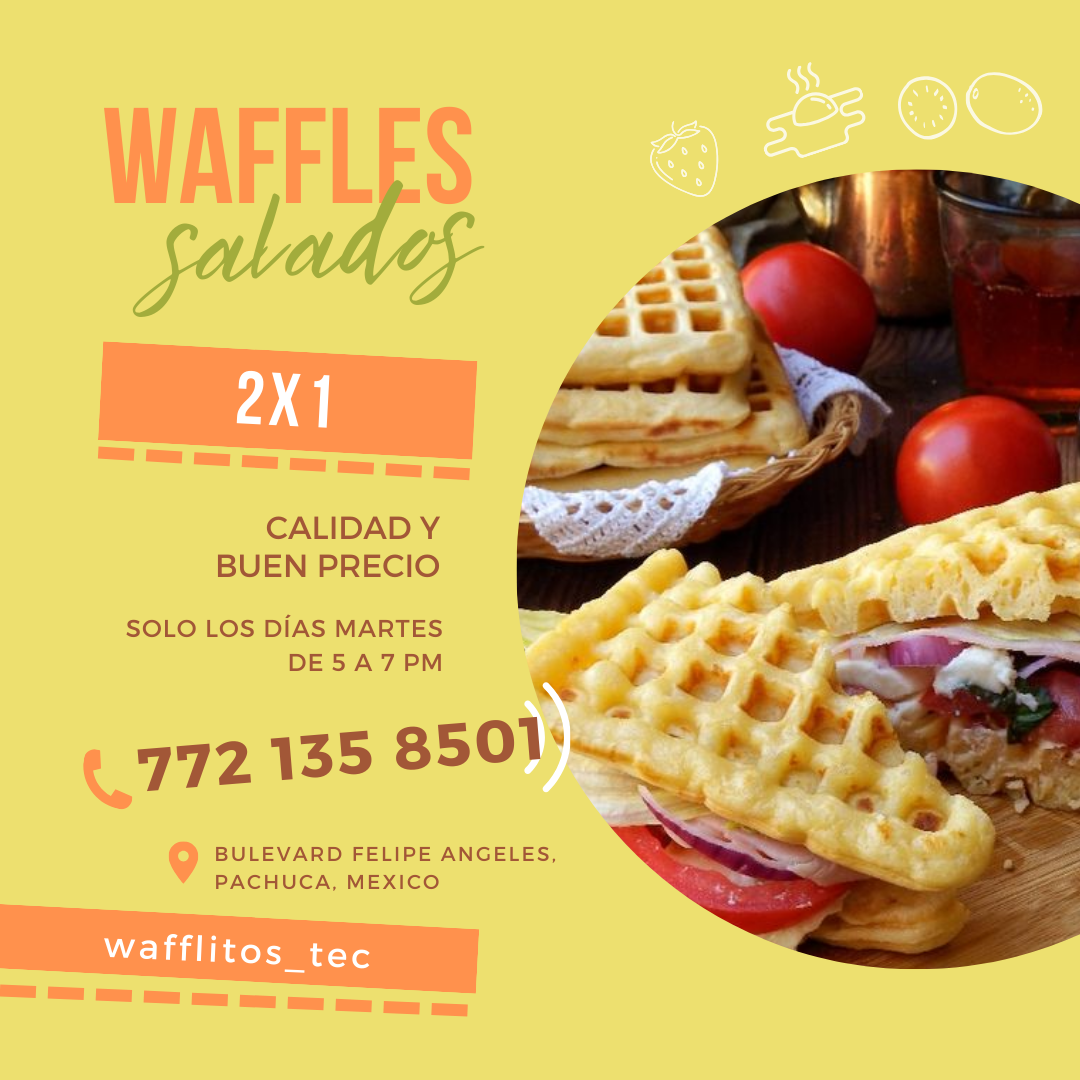 WAFFLES
salados
2X1
CALIDAD Y
BUEN PRECIO
SOLO LOS DÍAS MARTES
DE 5 A 7 PM
772 135 8501
BULEVARD FELIPE ANGELES,
PACHUCA, MEXICO
wafflitos_tec